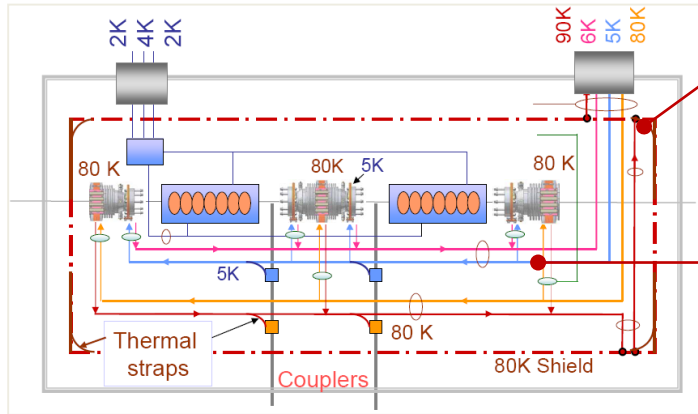 2K
4K
2K
90K
6K
5K
80K
80 K
80K
5K
80 K
5K
80 K
Thermal
straps
80K Shield
Couplers